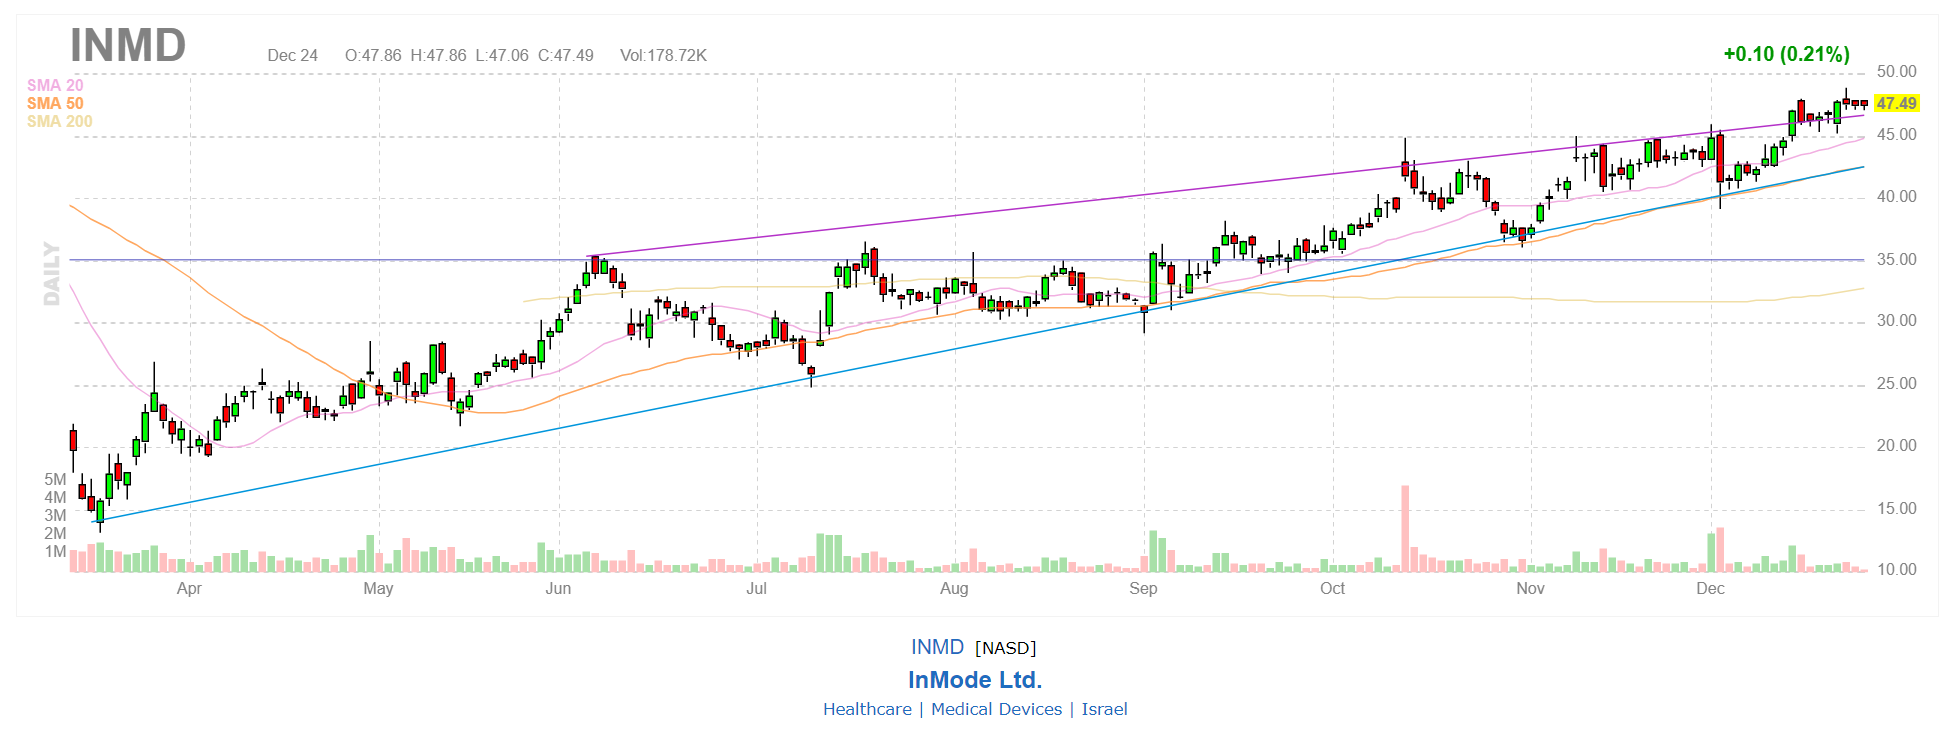 INMD Dec 24 O:47.86 H:47.86 L:47.06 C:47.49 Vol:178.72K +0.10 (0.21%)
SMA 20
SMA 50
SMA 200
DAILY
50.00
47.49
45.00
40.00
35.00
30.00
25.00
20.00
15.00
10.00
5M
4M
3M
2M
1M
Apr May Jun Jul Aug Sep Oct Nov Dec
INMD [NASD]
InMode Ltd.
Healthcare | Medical Devices | Israel